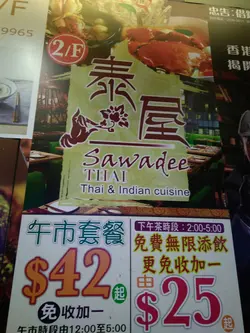 /F
9965
忠告
香港
2/F
泰屋
Sawadee
THAI
Thai & Indian cuisine
午市套餐
$42起
免收加一
午市時段由12:00至5:00
下午茶時段：2:00-5:00
免費無限添飲
更免收加一
由$25起